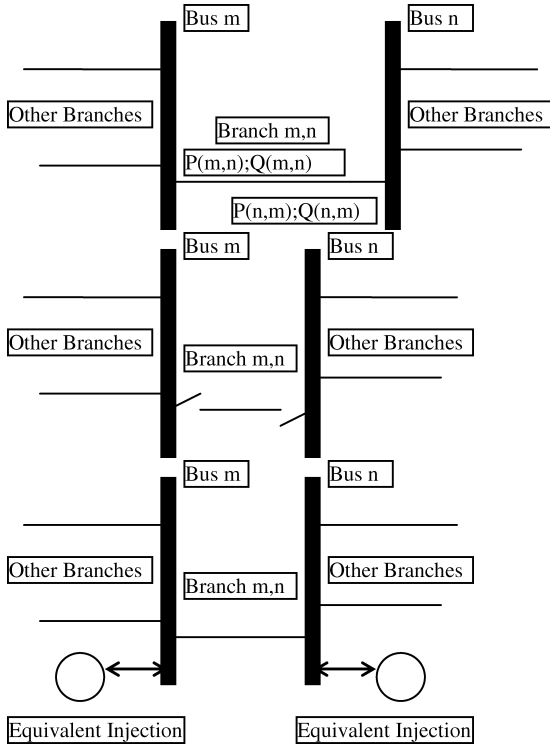 Bus m
Bus n
Other Branches
Other Branches
Branch m,n
P(m,n);Q(m,n)
P(n,m);Q(n,m)
Bus m
Bus n
Other Branches
Other Branches
Branch m,n
Bus m
Bus n
Other Branches
Other Branches
Branch m,n
Equivalent Injection
Equivalent Injection